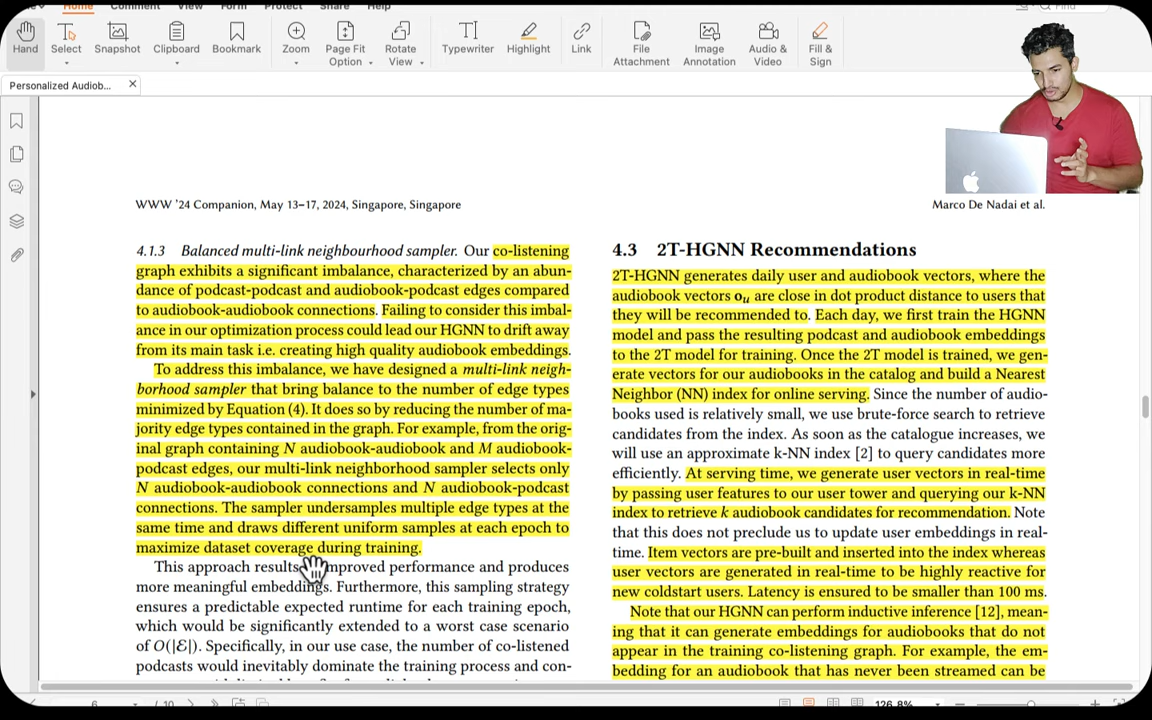 Home Comment View Form Protect Share Help
Find
Hand
Select
Snapshot
Clipboard
Bookmark
Zoom
Page Fit
Option
Rotate
View
Typewriter
Highlight
Link
File
Attachment
Image
Annotation
Audio &
Video
Fill &
Sign
Personalized Audiob...
WWW '24 Companion, May 13–17, 2024, Singapore, Singapore
Marco De Nadai et al.
4.1.3 Balanced multi-link neighbourhood sampler. Our co-listening
graph exhibits a significant imbalance, characterized by an abun-
dance of podcast-podcast and audiobook-podcast edges compared
to audiobook-audiobook connections. Failing to consider this imbal-
ance in our optimization process could lead our HGNN to drift away
from its main task i.e. creating high quality audiobook embeddings.
To address this imbalance, we have designed a multi-link neigh-
borhood sampler that bring balance to the number of edge types
minimized by Equation (4). It does so by reducing the number of ma-
jority edge types contained in the graph. For example, from the orig-
inal graph containing N audiobook-audiobook and M audiobook-
podcast edges, our multi-link neighborhood sampler selects only
N audiobook-audiobook connections and N audiobook-podcast
connections. The sampler undersamples multiple edge types at the
same time and draws different uniform samples at each epoch to
maximize dataset coverage during training.
This approach results improved performance and produces
more meaningful embeddings. Furthermore, this sampling strategy
ensures a predictable expected runtime for each training epoch,
which would be significantly extended to a worst case scenario
of O(|ℰ|). Specifically, in our use case, the number of co-listened
podcasts would inevitably dominate the training process and con-
4.3 2T-HGNN Recommendations
2T-HGNN generates daily user and audiobook vectors, where the
audiobook vectors oᵤ are close in dot product distance to users that
they will be recommended to. Each day, we first train the HGNN
model and pass the resulting podcast and audiobook embeddings
to the 2T model for training. Once the 2T model is trained, we gen-
erate vectors for our audiobooks in the catalog and build a Nearest
Neighbor (NN) index for online serving. Since the number of audio-
books used is relatively small, we use brute-force search to retrieve
candidates from the index. As soon as the catalogue increases, we
will use an approximate k-NN index [2] to query candidates more
efficiently. At serving time, we generate user vectors in real-time
by passing user features to our user tower and querying our k-NN
index to retrieve k audiobook candidates for recommendation. Note
that this does not preclude us to update user embeddings in real-
time. Item vectors are pre-built and inserted into the index whereas
user vectors are generated in real-time to be highly reactive for
new coldstart users. Latency is ensured to be smaller than 100 ms.
Note that our HGNN can perform inductive inference [12], mean-
ing that it can generate embeddings for audiobooks that do not
appear in the training co-listening graph. For example, the em-
bedding for an audiobook that has never been streamed can be
6 / 10
126.8%